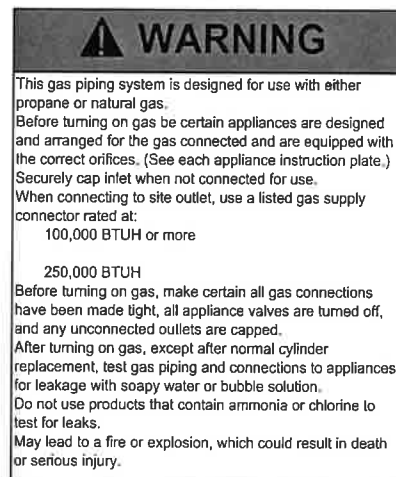 WARNING
This gas piping system is designed for use with either
propane or natural gas.
Before turning on gas be certain appliances are designed
and arranged for the gas connected and are equipped with
the correct orifices. (See each appliance instruction plate.)
Securely cap inlet when not connected for use.
When connecting to site outlet, use a listed gas supply
connector rated at:
100,000 BTUH or more
250,000 BTUH
Before turning on gas, make certain all gas connections
have been made tight, all appliance valves are turned off,
and any unconnected outlets are capped.
After turning on gas, except after normal cylinder
replacement, test gas piping and connections to appliances
for leakage with soapy water or bubble solution.
Do not use products that contain ammonia or chlorine to
test for leaks.
May lead to a fire or explosion, which could result in death
or serious injury.